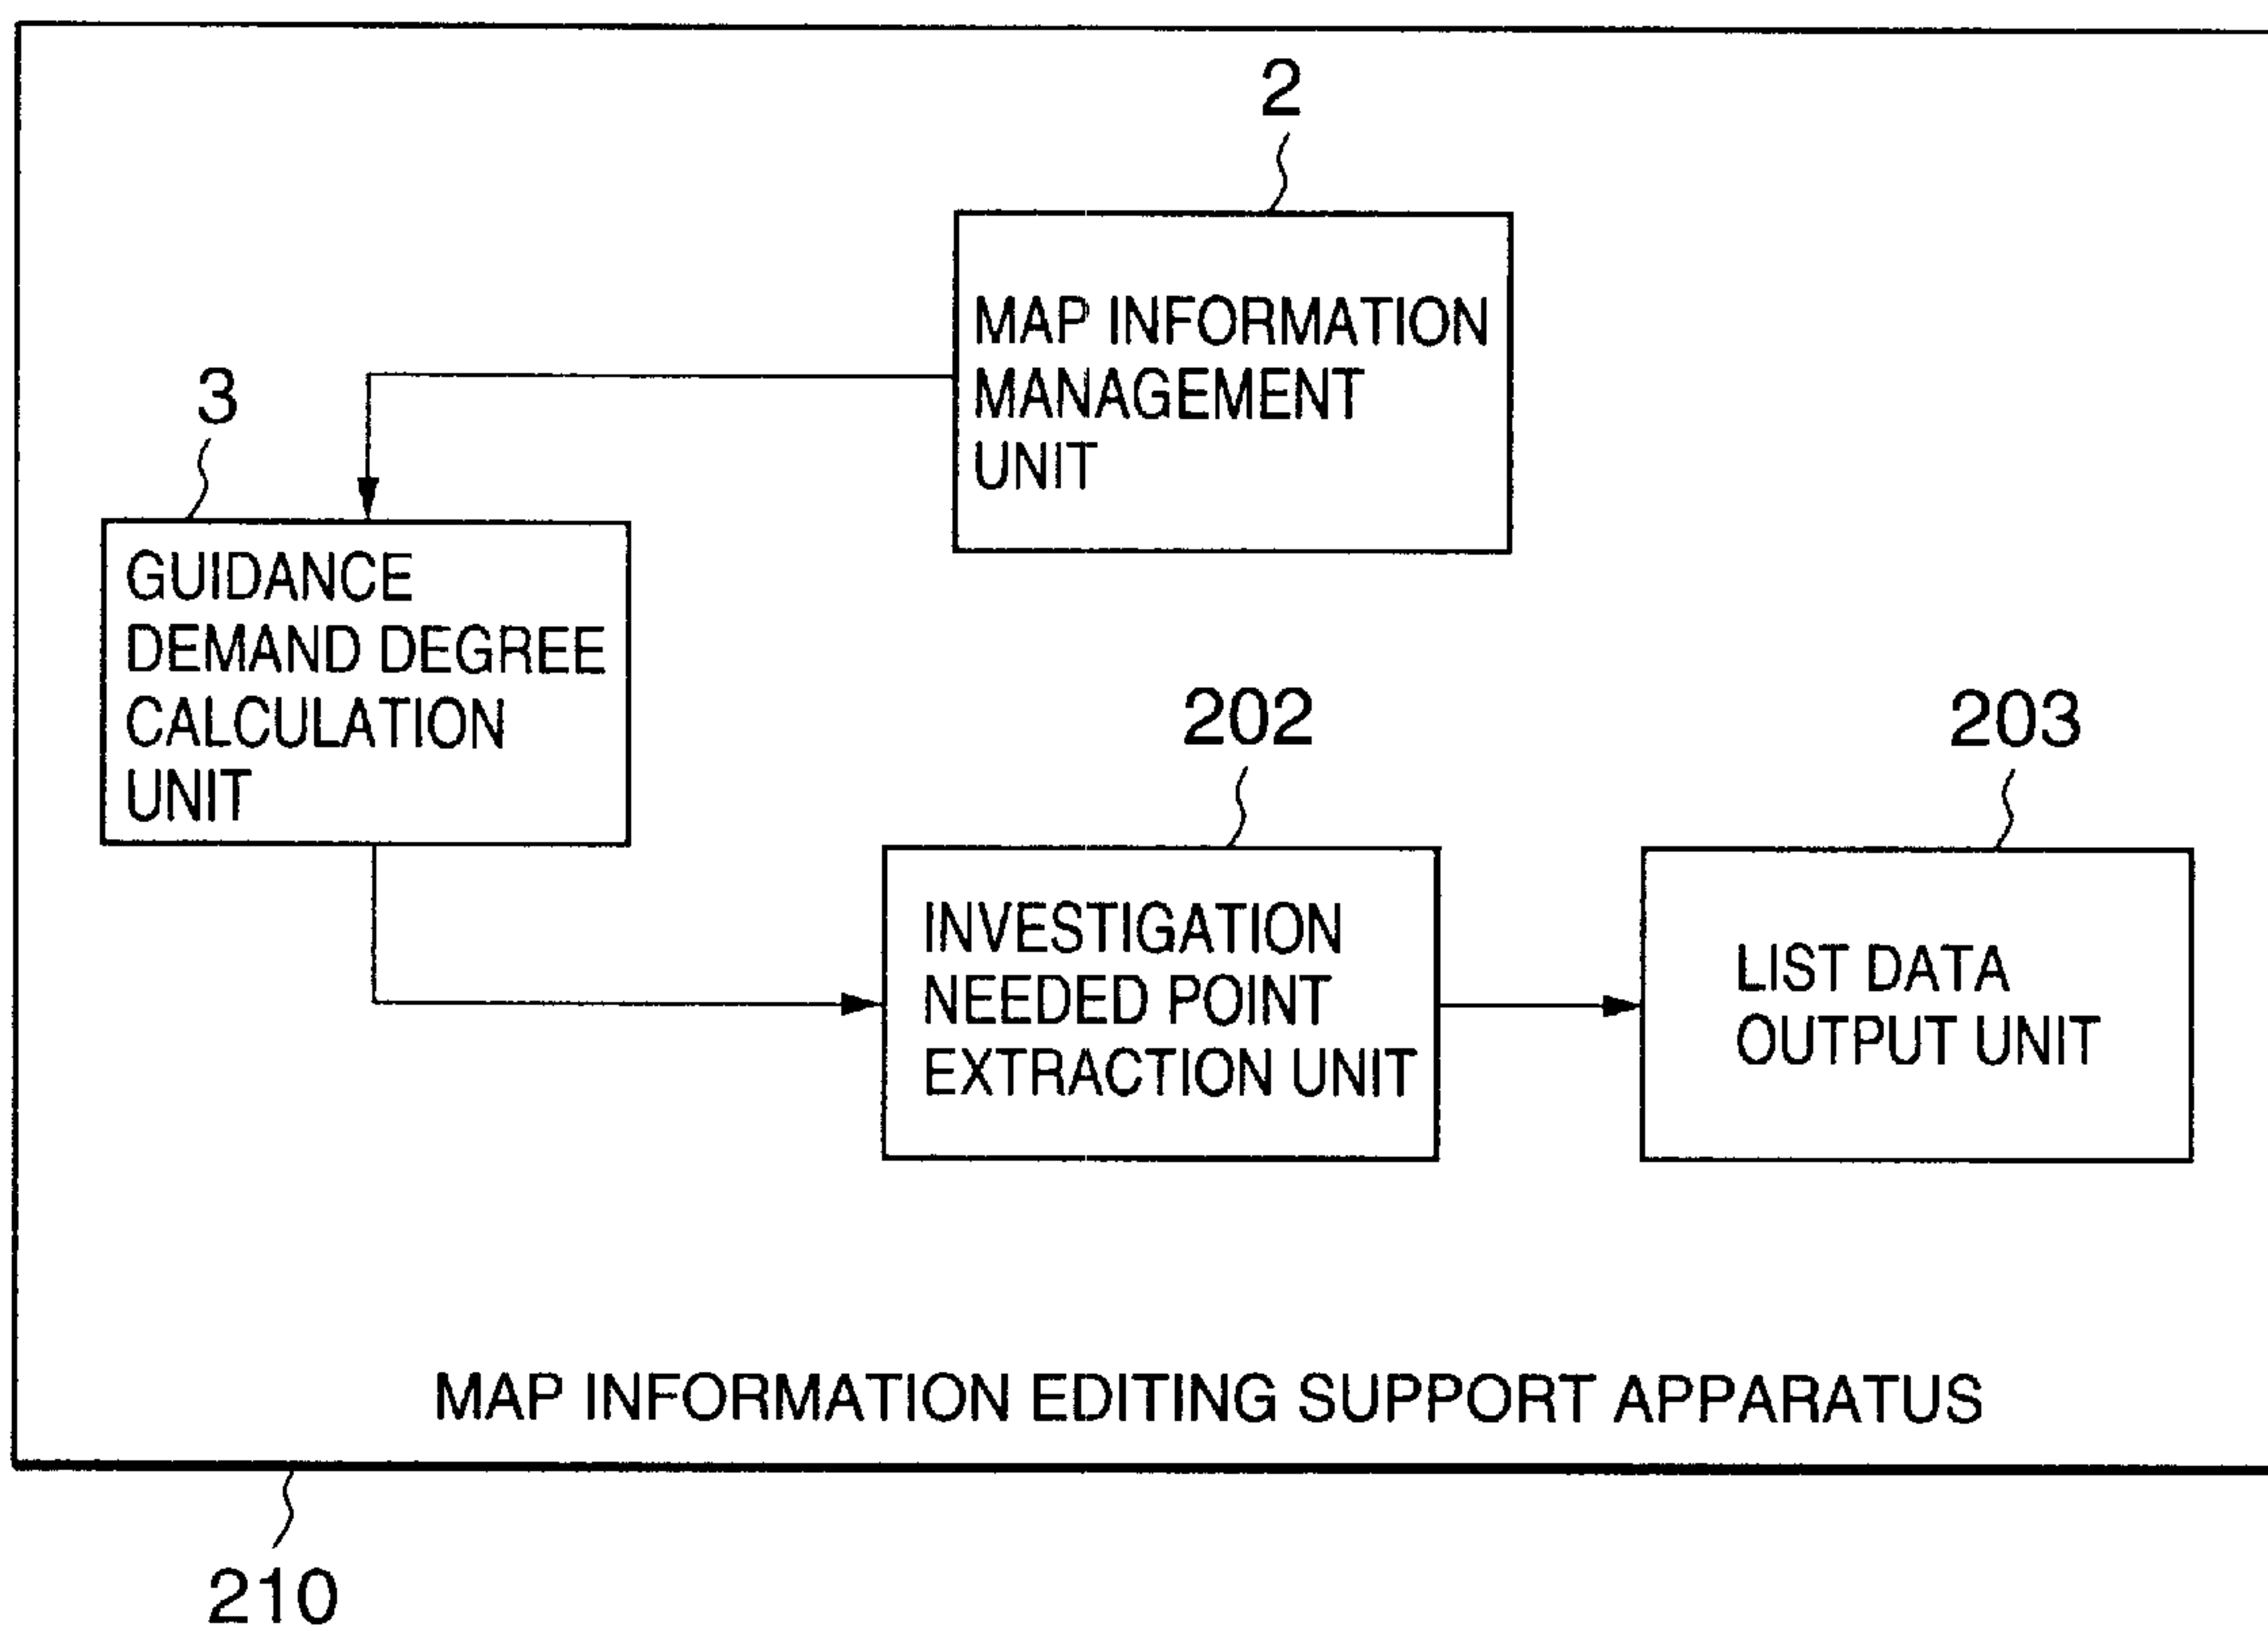 2
MAP INFORMATION
MANAGEMENT
UNIT
3
GUIDANCE
DEMAND DEGREE
CALCULATION
UNIT
202
INVESTIGATION
NEEDED POINT
EXTRACTION UNIT
203
LIST DATA
OUTPUT UNIT
MAP INFORMATION EDITING SUPPORT APPARATUS
210